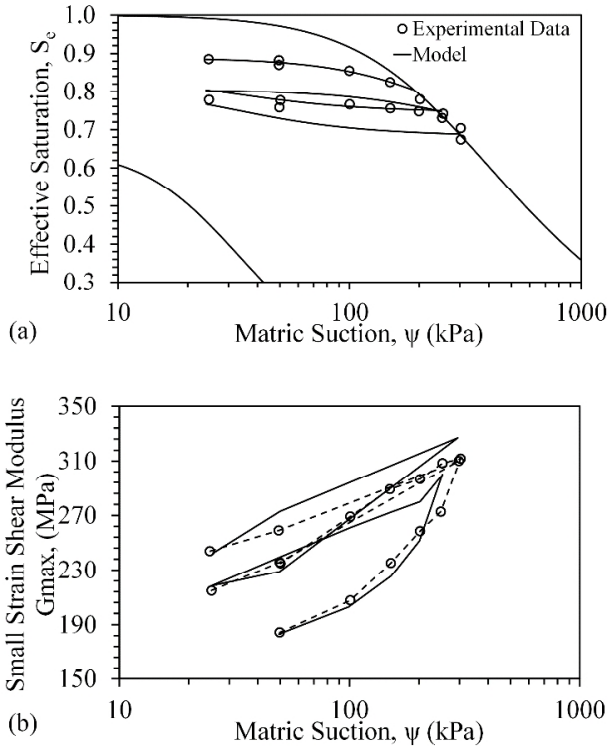 Experimental Data
Model
Effective Saturation, Se
1.0
0.9
0.8
0.7
0.6
0.5
0.4
0.3
10
100
1000
Matric Suction, ψ (kPa)
(a)
Small Strain Shear Modulus
Gmax, (MPa)
350
310
270
230
190
150
10
100
1000
Matric Suction, ψ (kPa)
(b)